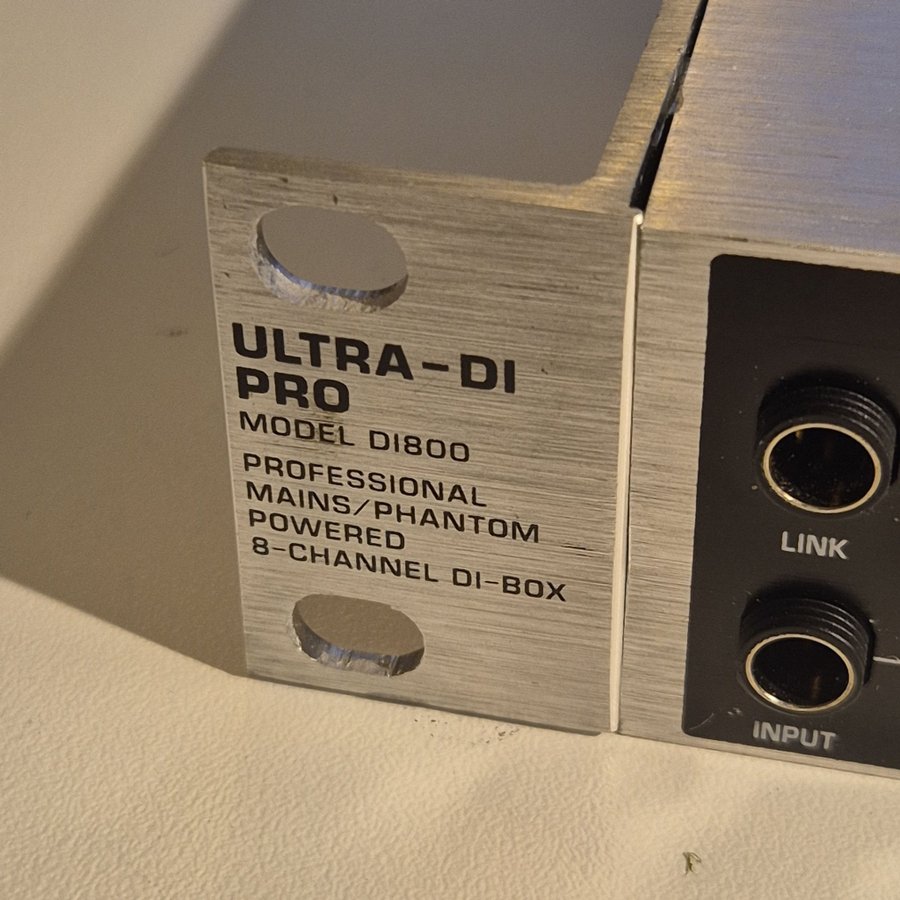 ULTRA-DI
PRO
MODEL DI800
PROFESSIONAL
MAINS/PHANTOM
POWERED
8-CHANNEL DI-BOX
LINK
INPUT